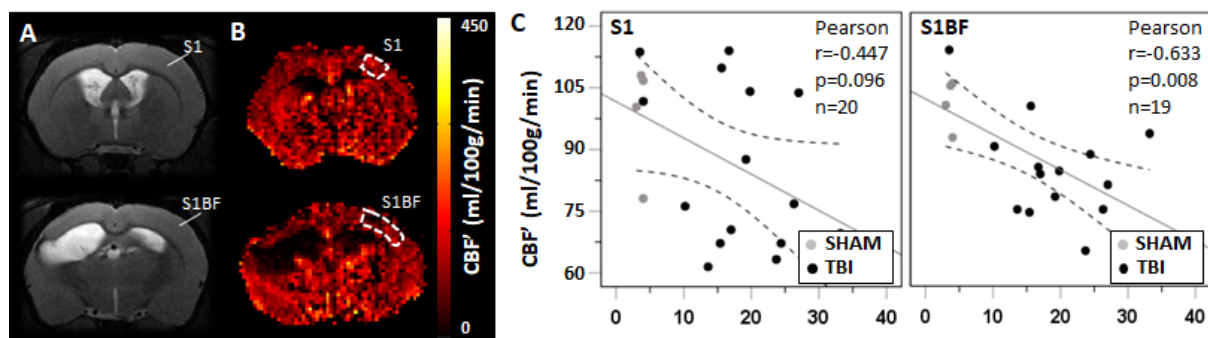 A
S1
S1BF
B
S1
S1BF
450
0
CBF' (ml/100g/min)
C
CBF' (ml/100g/min)
120
105
90
75
60
S1
Pearson
r=-0.447
p=0.096
n=20
SHAM
TBI
0 10 20 30 40
S1BF
Pearson
r=-0.633
p=0.008
n=19
SHAM
TBI
0 10 20 30 40